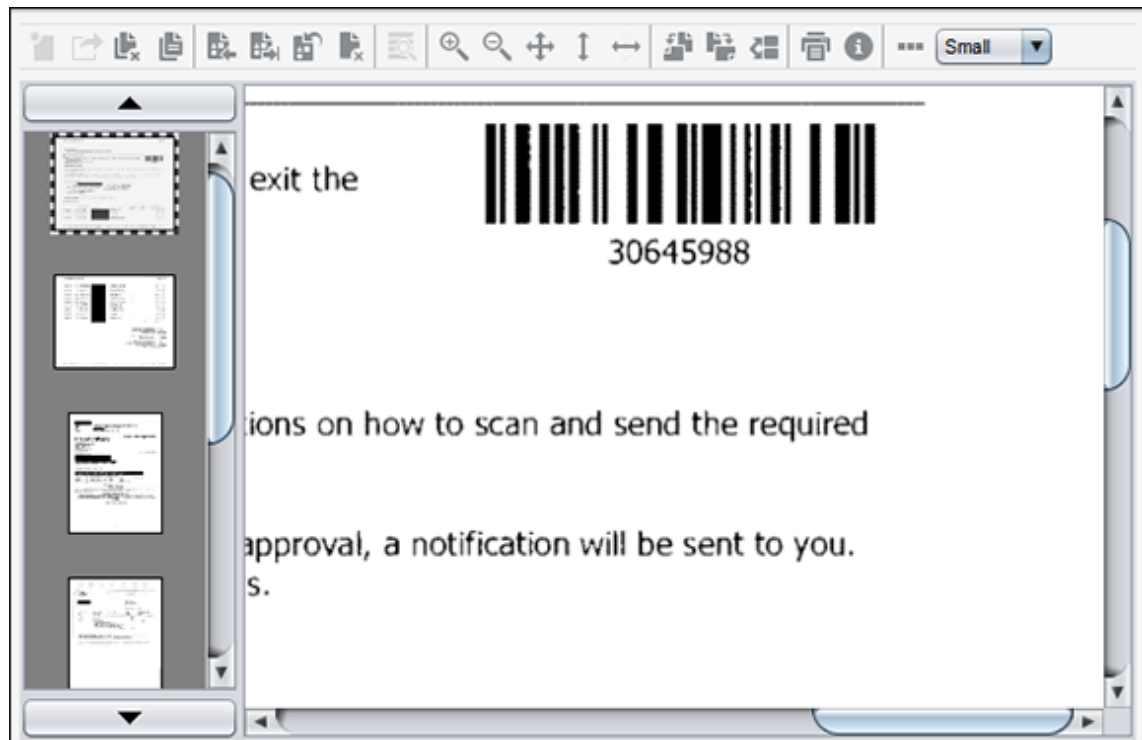 Small
exit the
30645988
tions on how to scan and send the required
approval, a notification will be sent to you.
s.